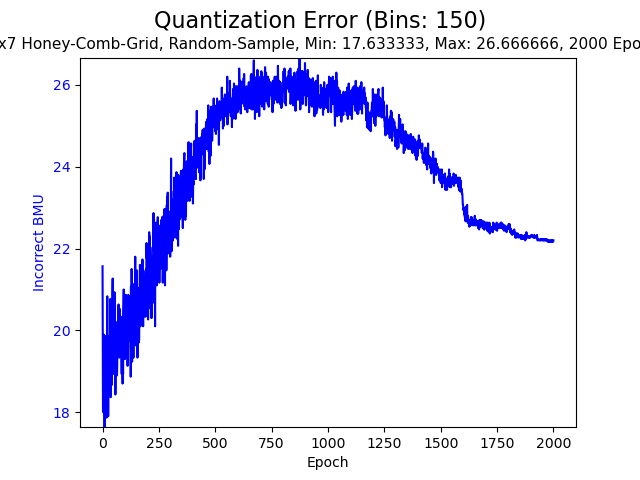 Quantization Error (Bins: 150)
x7 Honey-Comb-Grid, Random-Sample, Min: 17.633333, Max: 26.666666, 2000 Epo
26
24
22
20
18
Incorrect BMU
0 250 500 750 1000 1250 1500 1750 2000
Epoch